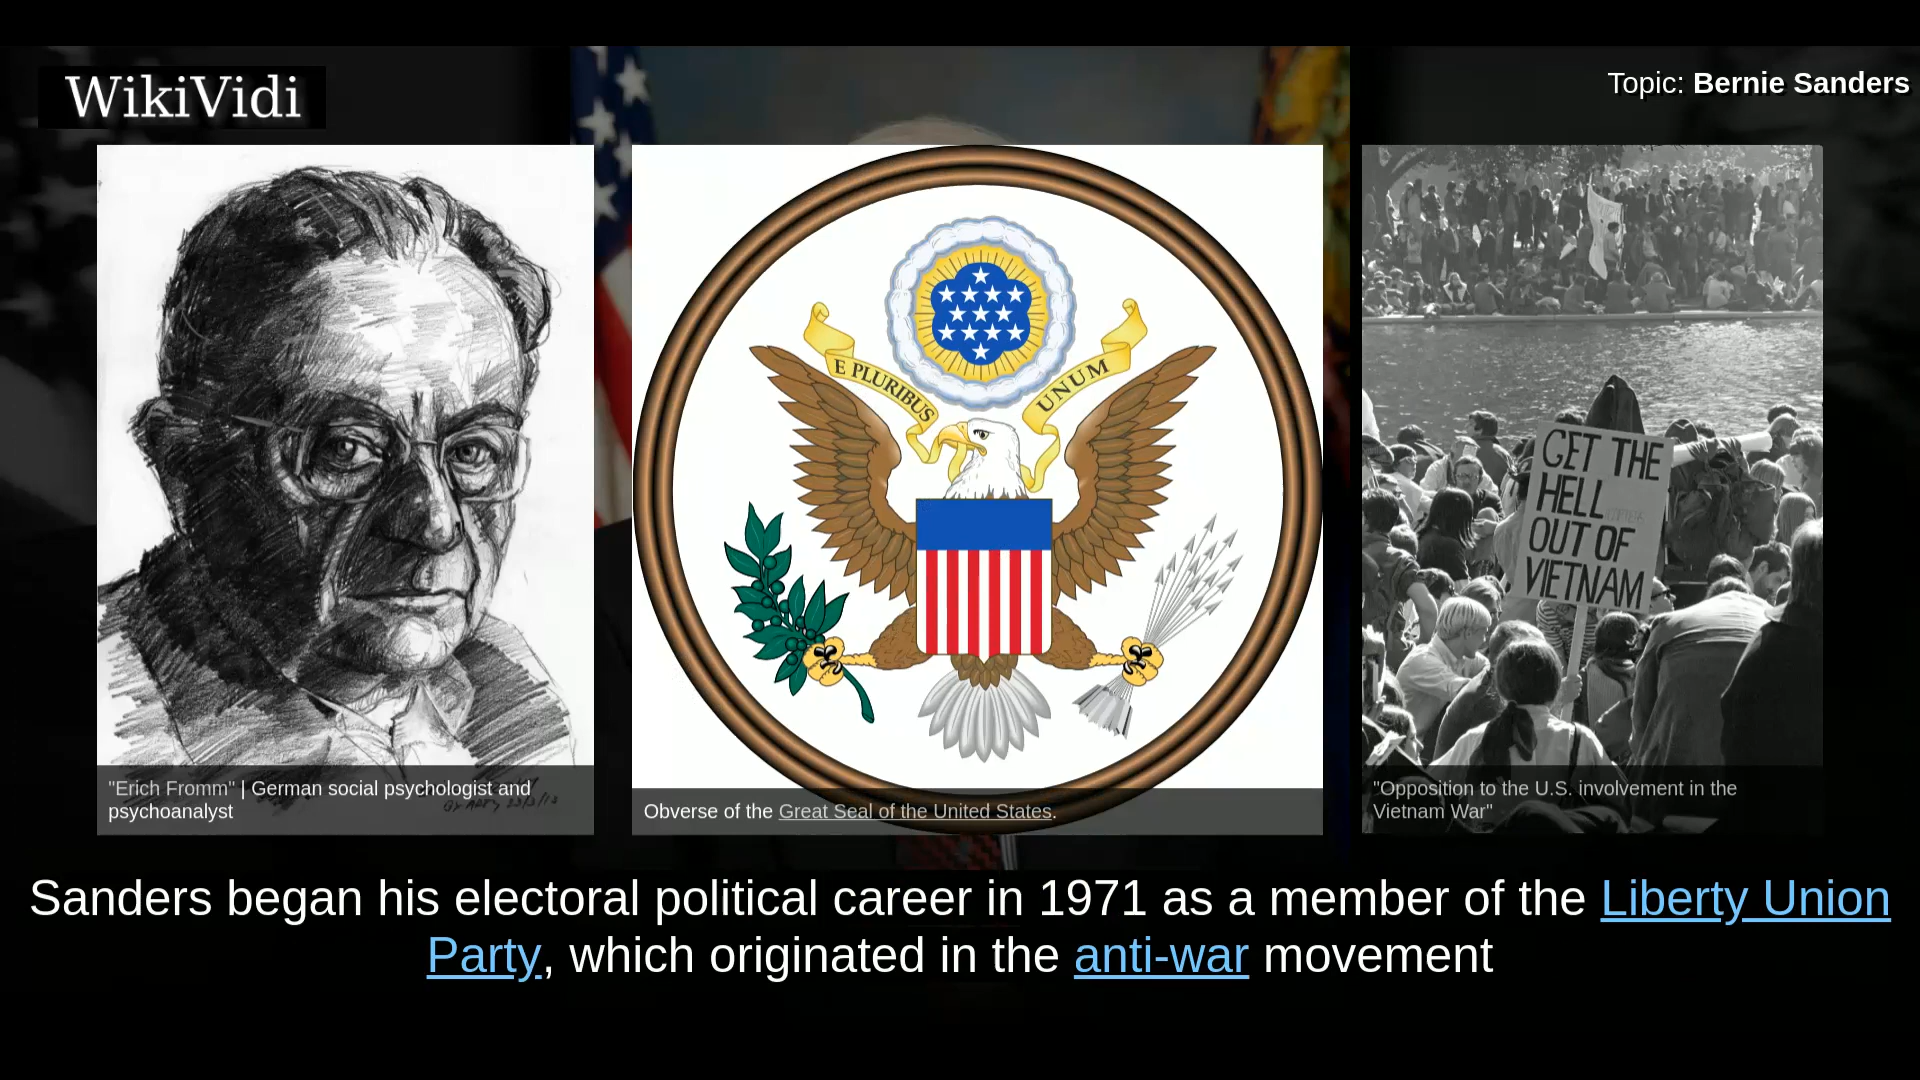 WikiVidi
Topic: Bernie Sanders
E PLURIBUS UNUM
GET THE
HELL
OUT OF
VIETNAM
"Erich Fromm" | German social psychologist and
psychoanalyst
Obverse of the Great Seal of the United States.
"Opposition to the U.S. involvement in the
Vietnam War"
Sanders began his electoral political career in 1971 as a member of the Liberty Union
Party, which originated in the anti-war movement